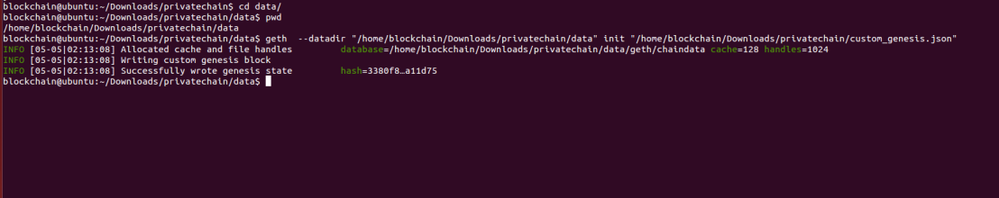 blockchain@ubuntu:~/Downloads/privatechain$ cd data/
blockchain@ubuntu:~/Downloads/privatechain/data$ pwd
/home/blockchain/Downloads/privatechain/data
blockchain@ubuntu:~/Downloads/privatechain/data$ geth  --datadir "/home/blockchain/Downloads/privatechain/data" init "/home/blockchain/Downloads/privatechain/custom_genesis.json"
INFO [05-05|02:13:08] Allocated cache and file handles         database=/home/blockchain/Downloads/privatechain/data/geth/chaindata cache=128 handles=1024
INFO [05-05|02:13:08] Writing custom genesis block
INFO [05-05|02:13:08] Successfully wrote genesis state         hash=3380f8…a11d75
blockchain@ubuntu:~/Downloads/privatechain/data$